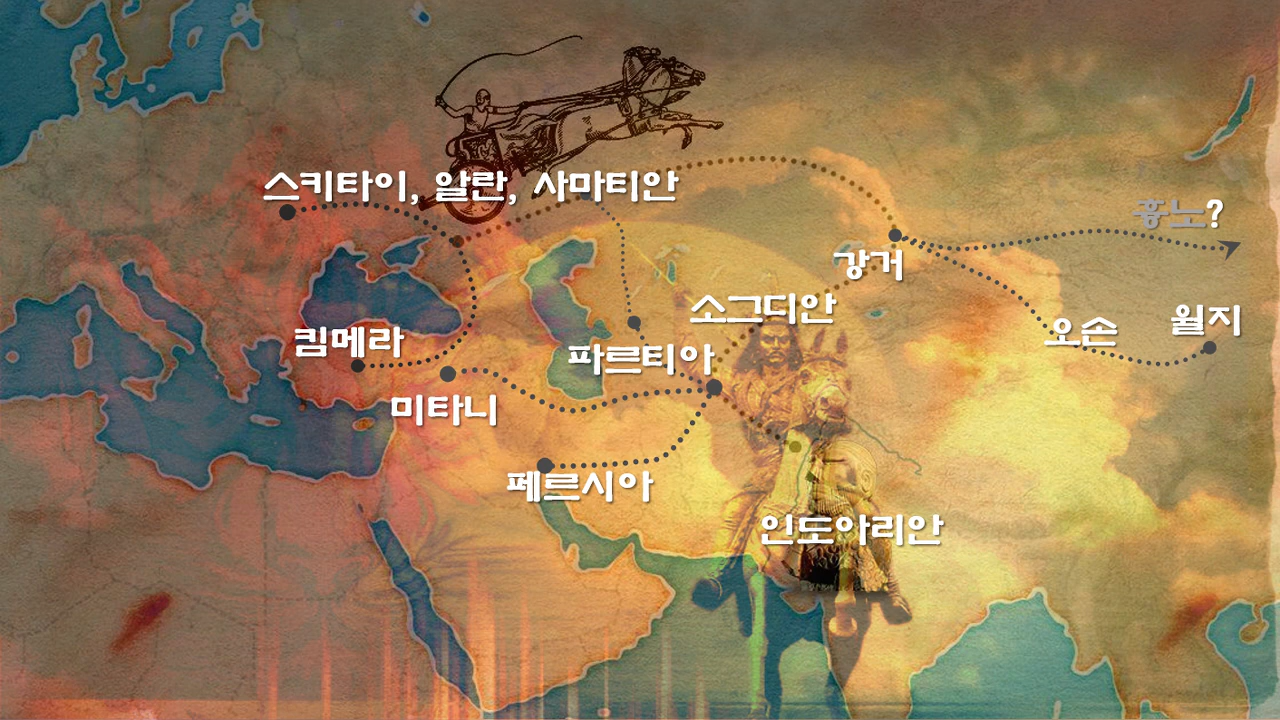 스키타이, 알란, 사마티안
흉노?
강거
소그디안
월지
오손
킴메라
파르티아
미타니
페르시아
인도아리안